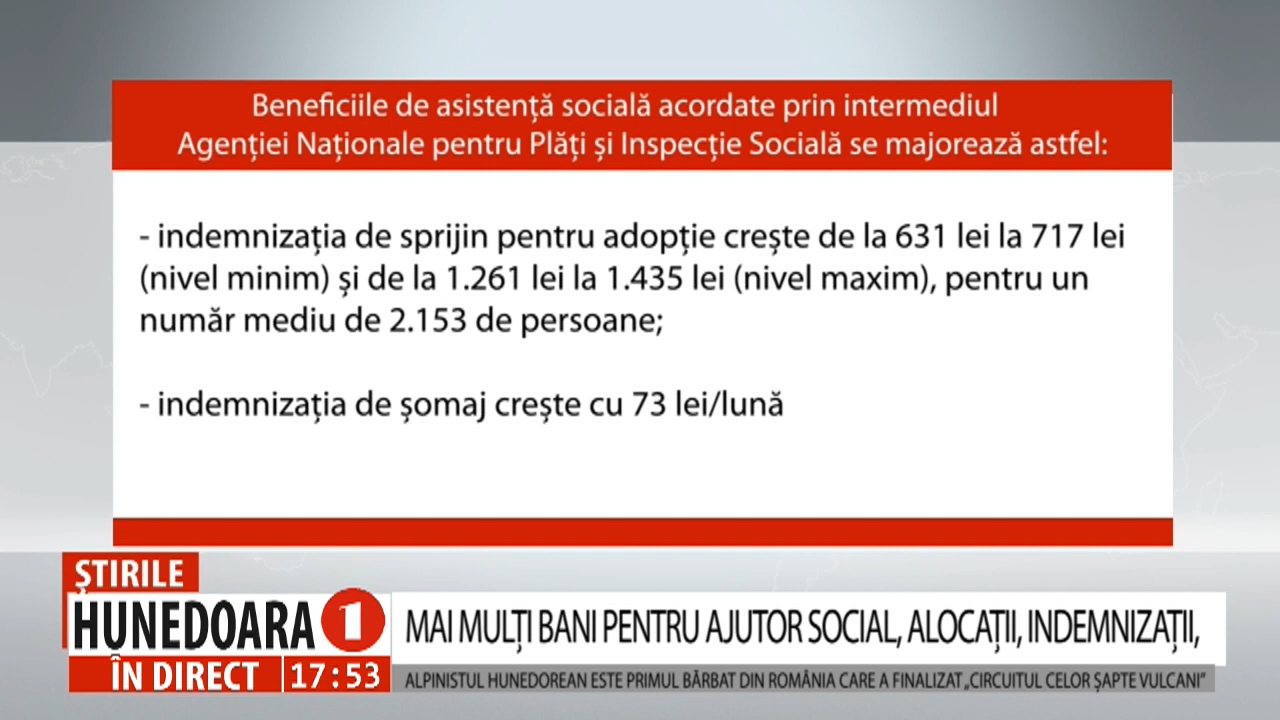 Beneficiile de asistență socială acordate prin intermediul
Agenției Naționale pentru Plăți și Inspecție Socială se majorează astfel:
- indemnizația de sprijin pentru adopție crește de la 631 lei la 717 lei
(nivel minim) și de la 1.261 lei la 1.435 lei (nivel maxim), pentru un
număr mediu de 2.153 de persoane;
- indemnizația de șomaj crește cu 73 lei/lună
ŞTIRILE
HUNEDOARA 1
ÎN DIRECT 17:53
MAI MULȚI BANI PENTRU AJUTOR SOCIAL, ALOCAȚII, INDEMNIZAȚII,
ALPINISTUL HUNEDOREAN ESTE PRIMUL BĂRBAT DIN ROMÂNIA CARE A FINALIZAT „CIRCUITUL CELOR ȘAPTE VULCANI”